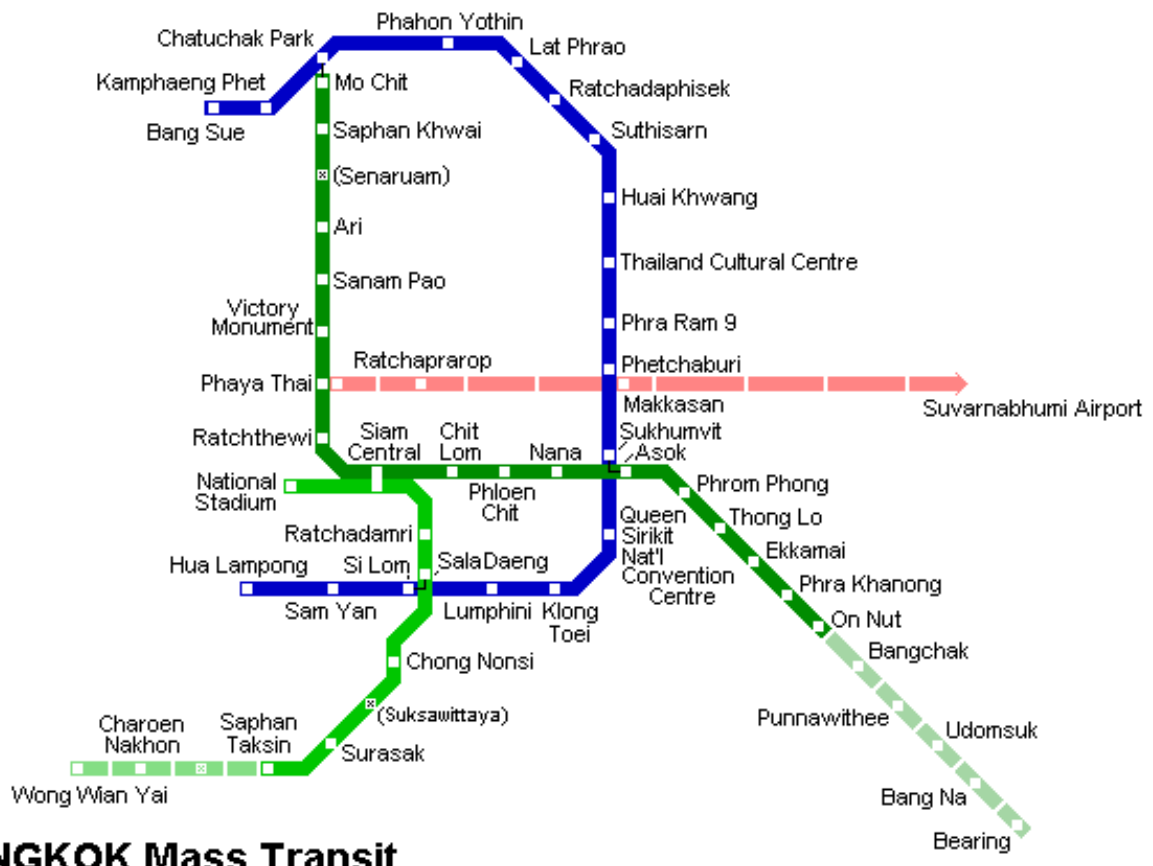 Phahon Yothin
Chatuchak Park
Lat Phrao
Kamphaeng Phet
Mo Chit
Ratchadaphisek
Bang Sue
Saphan Khwai
Suthisarn
(Senaruam)
Huai Khwang
Ari
Thailand Cultural Centre
Sanam Pao
Victory
Monument
Phra Ram 9
Ratchaprarop
Phetchaburi
Phaya Thai
Makkasan
Suvarnabhumi Airport
Ratchthewi
Siam
Central
Chit
Lom
Nana
Sukhumvit
Asok
National
Stadium
Phloen
Chit
Phrom Phong
Thong Lo
Ratchadamri
Queen
Sirikit
Nat'l
Convention
Centre
Ekkamai
Hua Lampong
Si Lom
SalaDaeng
Phra Khanong
Sam Yan
Lumphini
Klong
Toei
On Nut
Bangchak
Chong Nonsi
(Suksawittaya)
Punnawithee
Charoen
Nakhon
Saphan
Taksin
Udomsuk
Surasak
Wong Wian Yai
Bang Na
Bearing
NGKOK Mass Transit